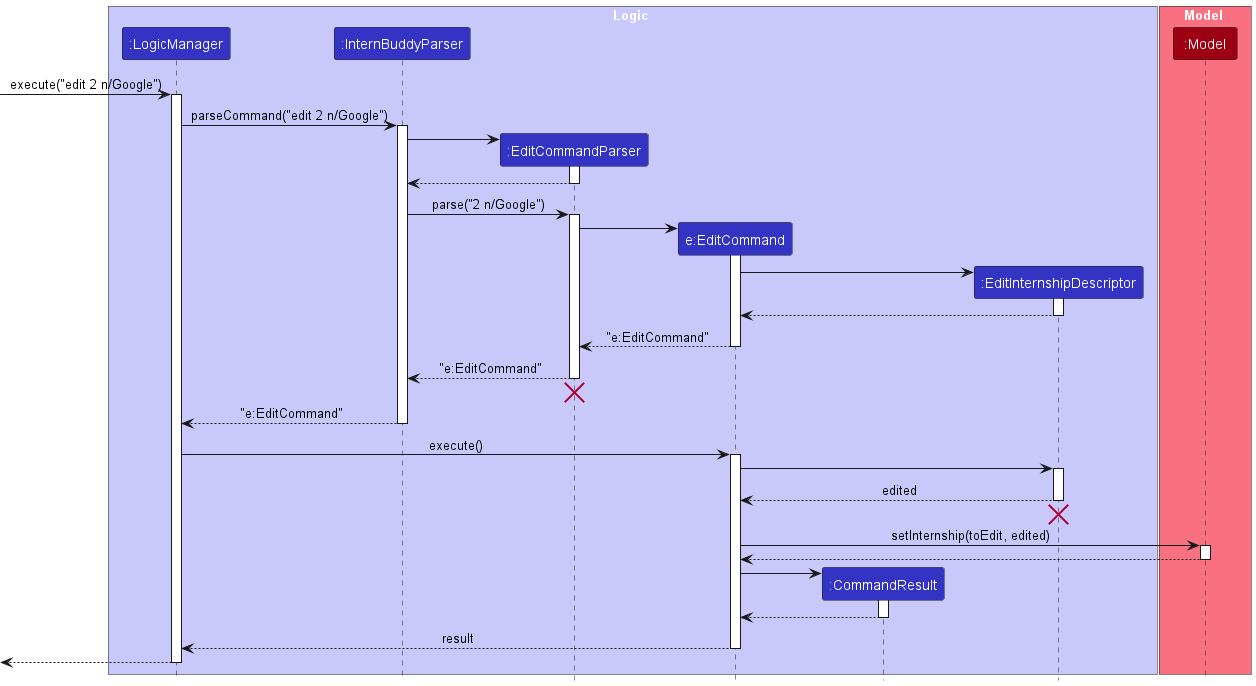 Logic
Model
:LogicManager
:InternBuddyParser
:Model
execute("edit 2 n/Google")
parseCommand("edit 2 n/Google")
:EditCommandParser
parse("2 n/Google")
e:EditCommand
:EditInternshipDescriptor
"e:EditCommand"
"e:EditCommand"
"e:EditCommand"
execute()
edited
setInternship(toEdit, edited)
:CommandResult
result